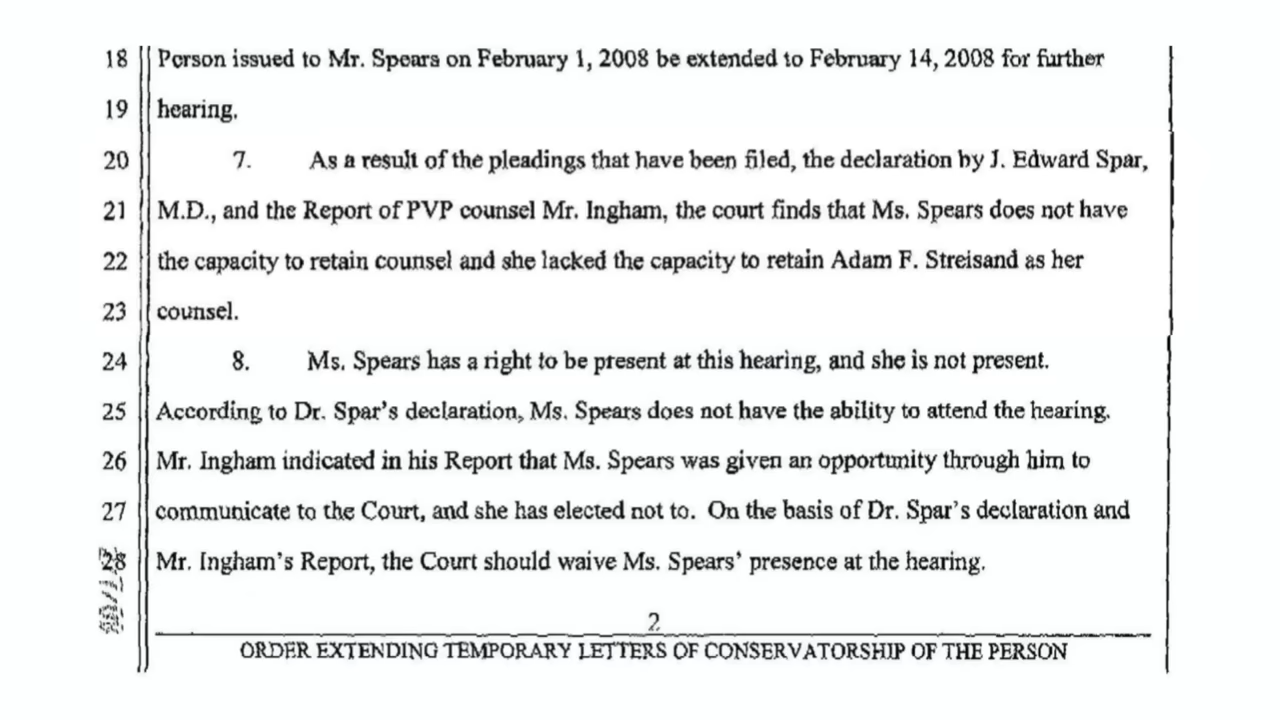 18 Person issued to Mr. Spears on February 1, 2008 be extended to February 14, 2008 for further
19 hearing.
20 7. As a result of the pleadings that have been filed, the declaration by J. Edward Spar,
21 M.D., and the Report of PVP counsel Mr. Ingham, the court finds that Ms. Spears does not have
22 the capacity to retain counsel and she lacked the capacity to retain Adam F. Streisand as her
23 counsel.
24 8. Ms. Spears has a right to be present at this hearing, and she is not present.
25 According to Dr. Spar's declaration, Ms. Spears does not have the ability to attend the hearing.
26 Mr. Ingham indicated in his Report that Ms. Spears was given an opportunity through him to
27 communicate to the Court, and she has elected not to. On the basis of Dr. Spar's declaration and
28 Mr. Ingham's Report, the Court should waive Ms. Spears' presence at the hearing.
2
ORDER EXTENDING TEMPORARY LETTERS OF CONSERVATORSHIP OF THE PERSON